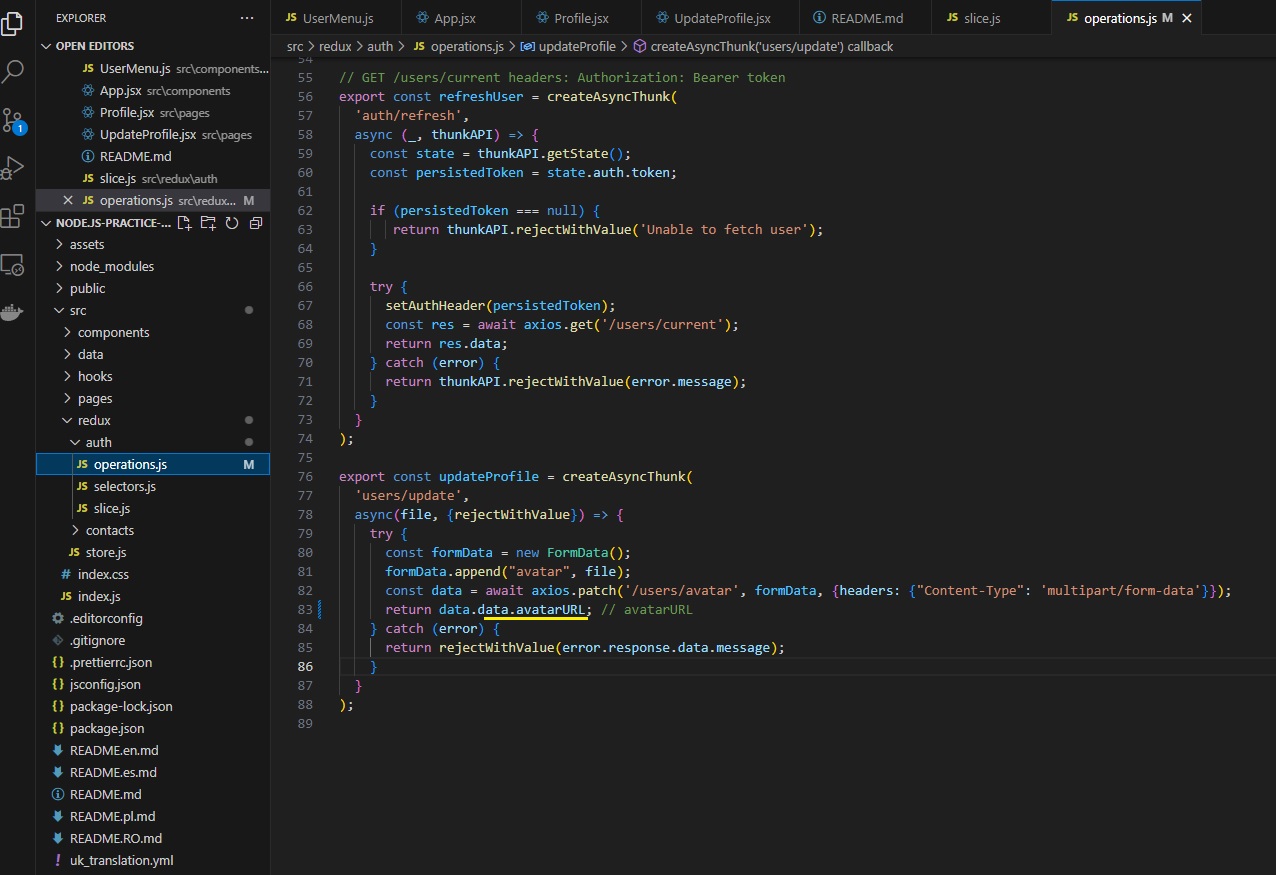 EXPLORER ...
OPEN EDITORS
JS UserMenu.js src\components...
App.jsx src\components
Profile.jsx src\pages
UpdateProfile.jsx src\pages
README.md
JS slice.js src\redux\auth
JS operations.js src\redux... M
NODE.JS-PRACTICE-...
assets
node_modules
public
src
components
data
hooks
pages
redux
auth
JS operations.js M
JS selectors.js
JS slice.js
contacts
JS store.js
# index.css
JS index.js
.editorconfig
.gitignore
{} .prettierrc.json
{} jsconfig.json
{} package-lock.json
{} package.json
README.en.md
README.es.md
README.md
README.pl.md
README.RO.md
! uk_translation.yml
1
JS UserMenu.js App.jsx Profile.jsx UpdateProfile.jsx README.md JS slice.js JS operations.js M
src > redux > auth > JS operations.js > updateProfile > createAsyncThunk('users/update') callback
54
55 // GET /users/current headers: Authorization: Bearer token
56 export const refreshUser = createAsyncThunk(
57 'auth/refresh',
58 async (_, thunkAPI) => {
59 const state = thunkAPI.getState();
60 const persistedToken = state.auth.token;
61
62 if (persistedToken === null) {
63 return thunkAPI.rejectWithValue('Unable to fetch user');
64 }
65
66 try {
67 setAuthHeader(persistedToken);
68 const res = await axios.get('/users/current');
69 return res.data;
70 } catch (error) {
71 return thunkAPI.rejectWithValue(error.message);
72 }
73 }
74 );
75
76 export const updateProfile = createAsyncThunk(
77 'users/update',
78 async(file, {rejectWithValue}) => {
79 try {
80 const formData = new FormData();
81 formData.append("avatar", file);
82 const data = await axios.patch('/users/avatar', formData, {headers: {"Content-Type": 'multipart/form-data'}});
83 return data.data.avatarURL; // avatarURL
84 } catch (error) {
85 return rejectWithValue(error.response.data.message);
86 }
87 }
88 );
89